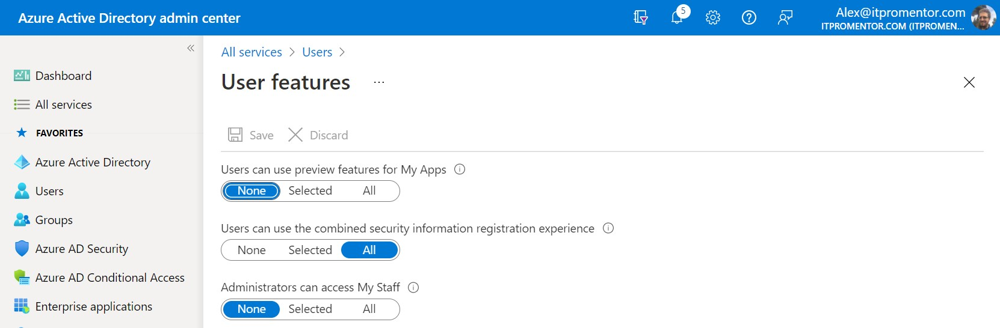 Azure Active Directory admin center
5
Alex@itpromentor.com
ITPROMENTOR.COM (ITPROMEN...
«
Dashboard
All services
FAVORITES
Azure Active Directory
Users
Groups
Azure AD Security
Azure AD Conditional Access
Enterprise applications
All services > Users >
User features ...
Save Discard
Users can use preview features for My Apps
None Selected All
Users can use the combined security information registration experience
None Selected All
Administrators can access My Staff
None Selected All